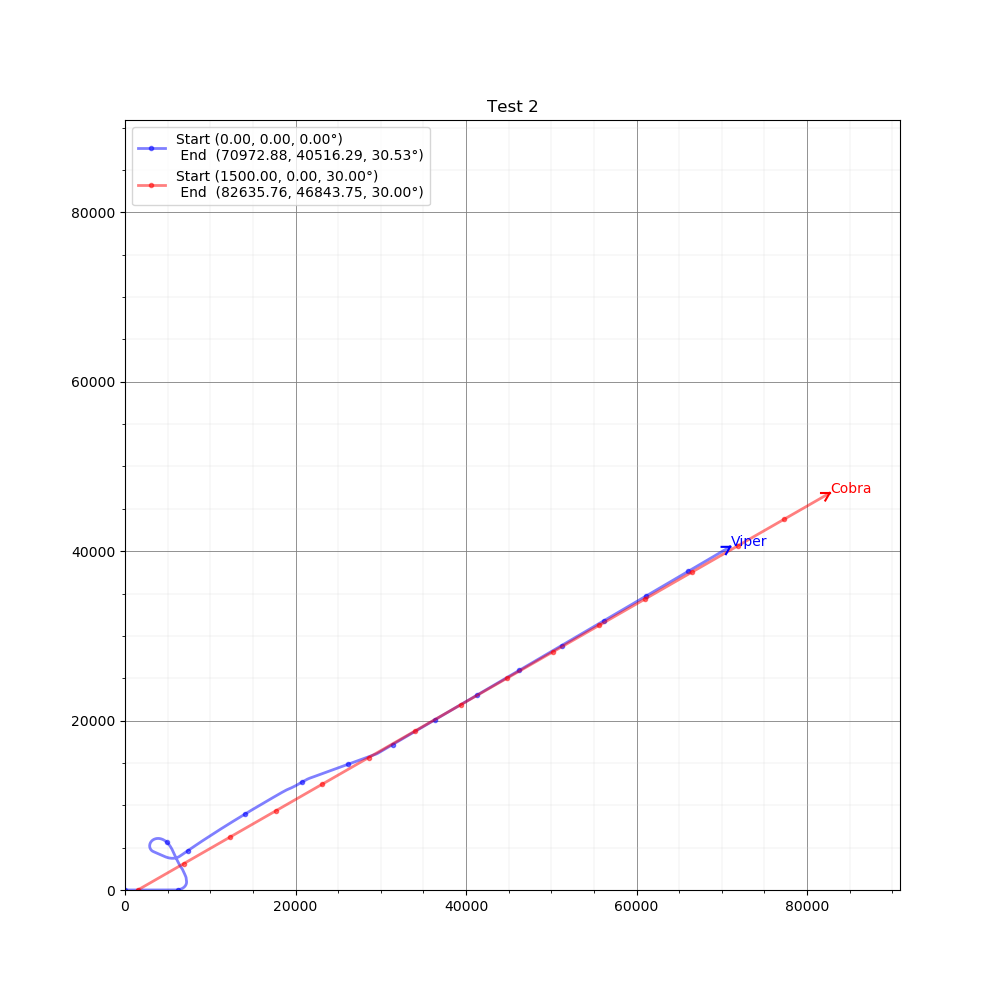 Test 2
Start (0.00, 0.00, 0.00°)
End (70972.88, 40516.29, 30.53°)
Start (1500.00, 0.00, 30.00°)
End (82635.76, 46843.75, 30.00°)
80000
60000
Cobra
40000
Viper
20000
0
0 20000 40000 60000 80000